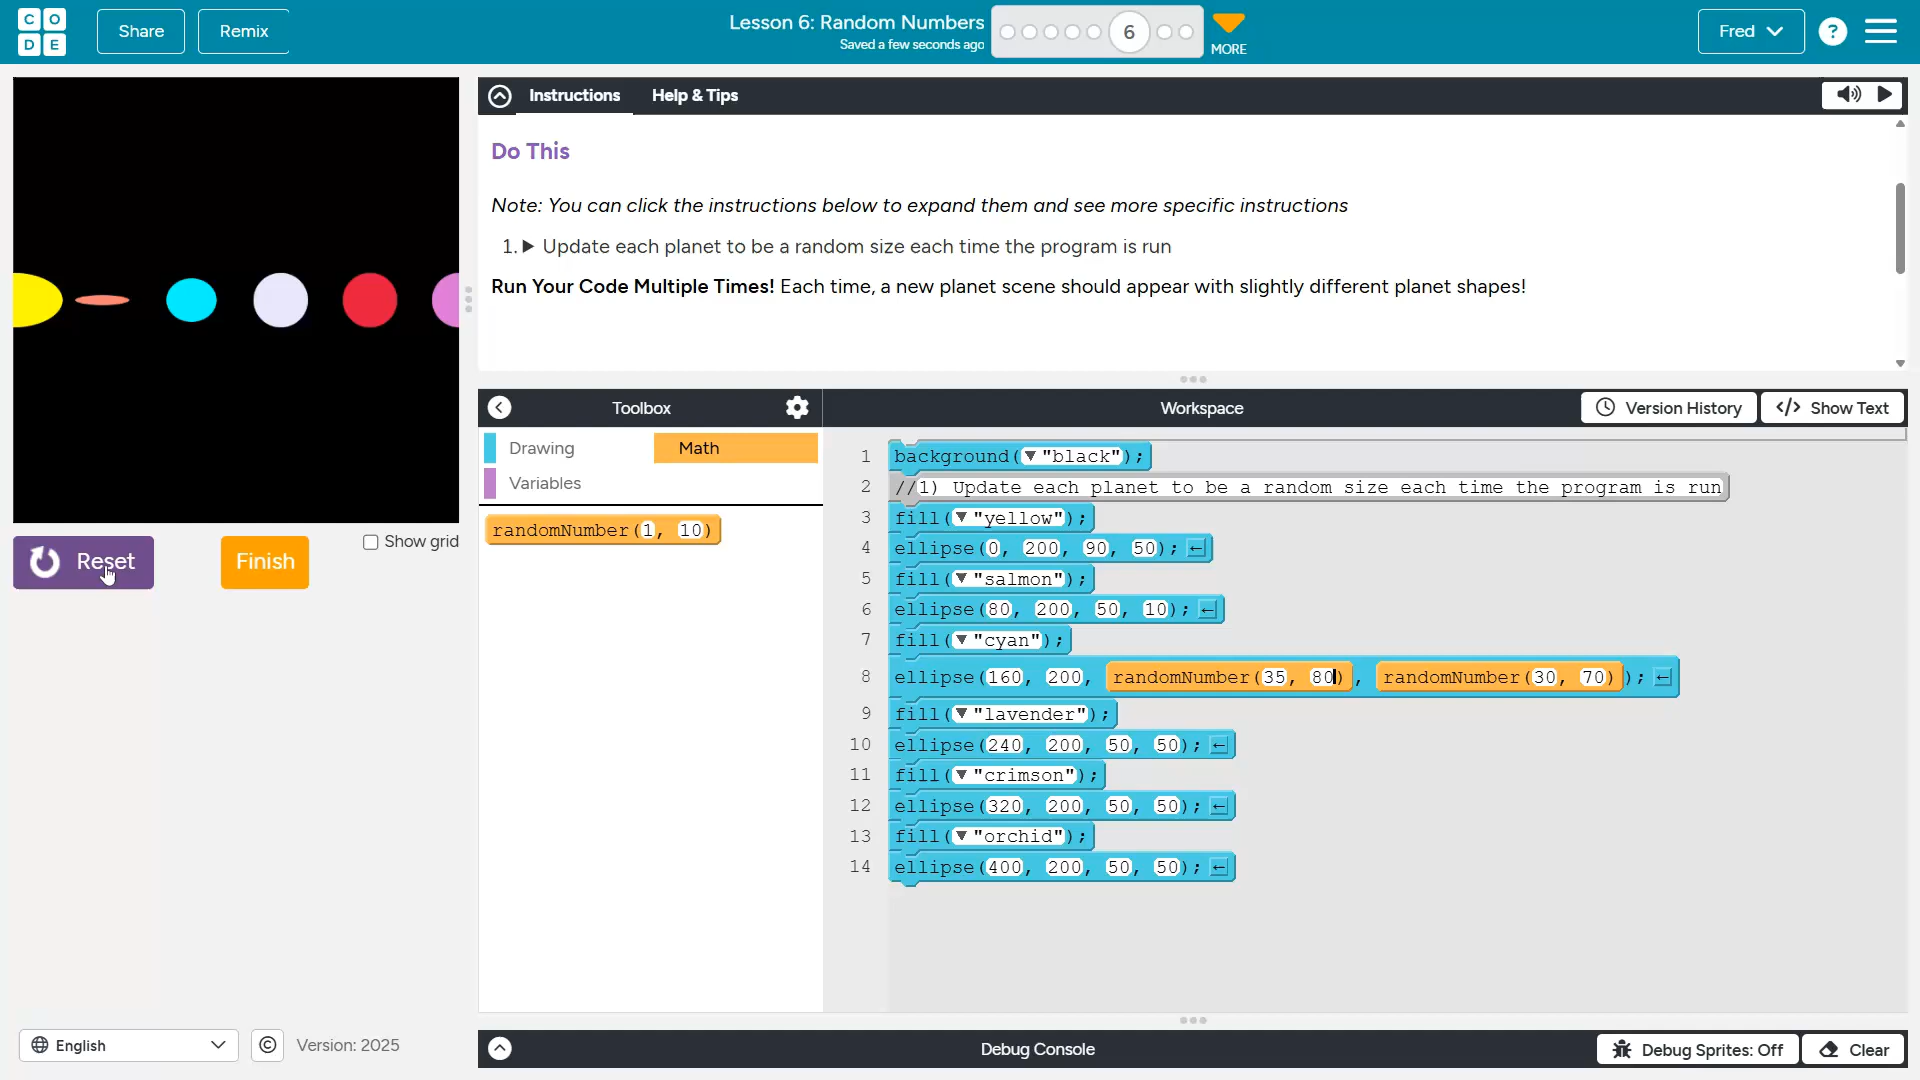 CODE
Share
Remix
Lesson 6: Random Numbers
Saved a few seconds ago
6
MORE
Fred
?
Instructions
Help & Tips
Do This
Note: You can click the instructions below to expand them and see more specific instructions
1. ▶ Update each planet to be a random size each time the program is run
Run Your Code Multiple Times! Each time, a new planet scene should appear with slightly different planet shapes!
Reset
Finish
Show grid
Toolbox
Drawing
Math
Variables
randomNumber(1, 10)
Workspace
Version History
</> Show Text
1 background(▼"black");
2 //1) Update each planet to be a random size each time the program is run
3 fill(▼"yellow");
4 ellipse(0, 200, 90, 50); ←
5 fill(▼"salmon");
6 ellipse(80, 200, 50, 10); ←
7 fill(▼"cyan");
8 ellipse(160, 200, randomNumber(35, 80), randomNumber(30, 70)); ←
9 fill(▼"lavender");
10 ellipse(240, 200, 50, 50); ←
11 fill(▼"crimson");
12 ellipse(320, 200, 50, 50); ←
13 fill(▼"orchid");
14 ellipse(400, 200, 50, 50); ←
English
©
Version: 2025
Debug Console
Debug Sprites: Off
Clear